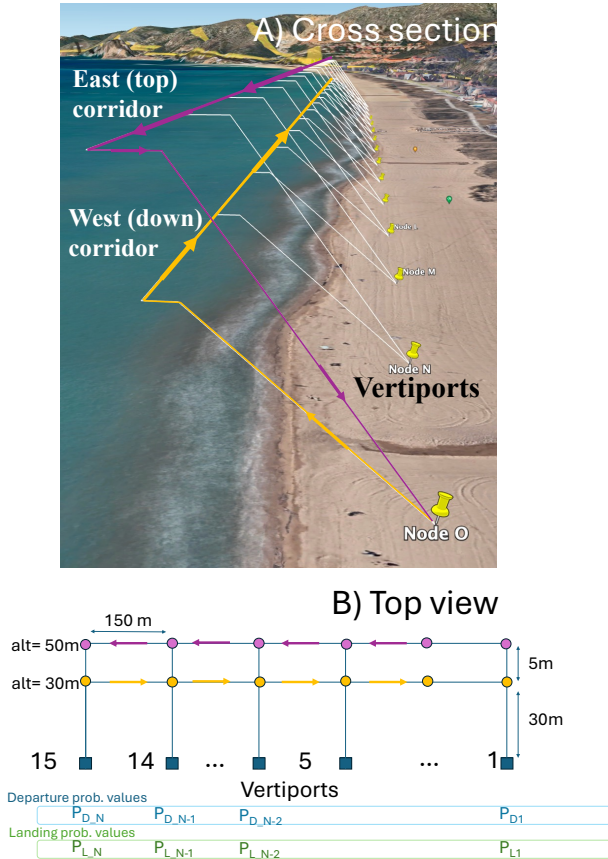 A) Cross section
East (top)
corridor
West (down)
corridor
Node L
Node M
Node N
Vertiports
Node O
B) Top view
150 m
alt= 50m
5m
alt= 30m
30m
15 14 ... 5 ... 1
Vertiports
Departure prob. values
P_D_N P_D_N-1 P_D_N-2 P_D1
Landing prob. values
P_L_N P_L_N-1 P_L_N-2 P_L1